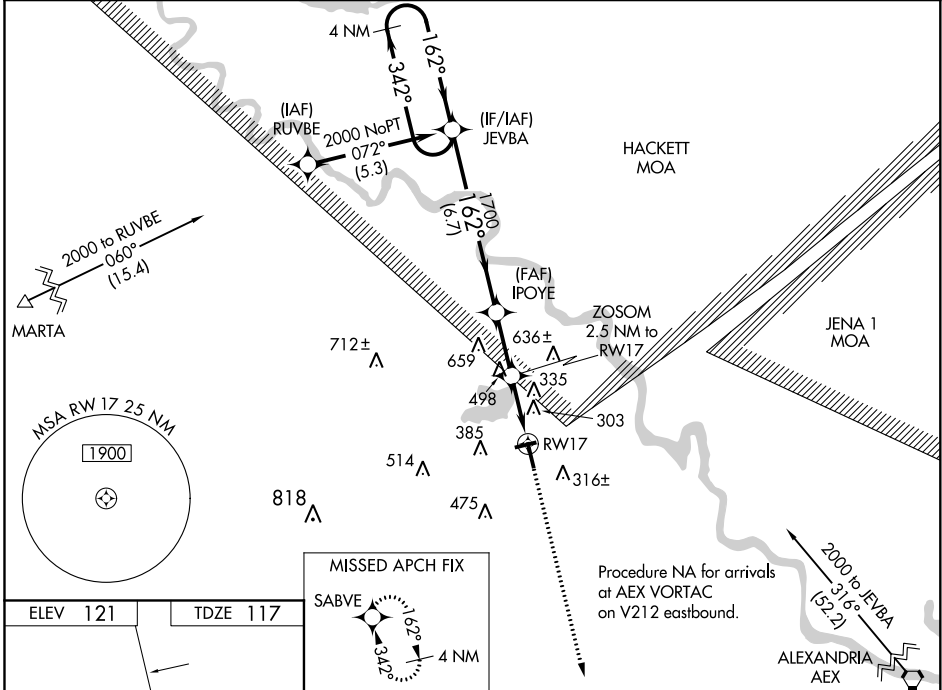 4 NM
162°
342°
(IAF)
RUVBE
2000 NoPT
072°
(5.3)
(IF/IAF)
JEVBA
HACKETT
MOA
1700
162°
(6.7)
2000 to RUVBE
060°
(15.4)
MARTA
(FAF)
IPOYE
ZOSOM
2.5 NM to
RW17
JENA 1
MOA
712±
659
636±
498
335
303
385
RW17
514
316±
475
818
MSA RW 17 25 NM
1900
MISSED APCH FIX
SABVE
162°
342°
4 NM
Procedure NA for arrivals
at AEX VORTAC
on V212 eastbound.
2000 to JEVBA
316°
(52.2)
ALEXANDRIA
AEX
ELEV 121
TDZE 117